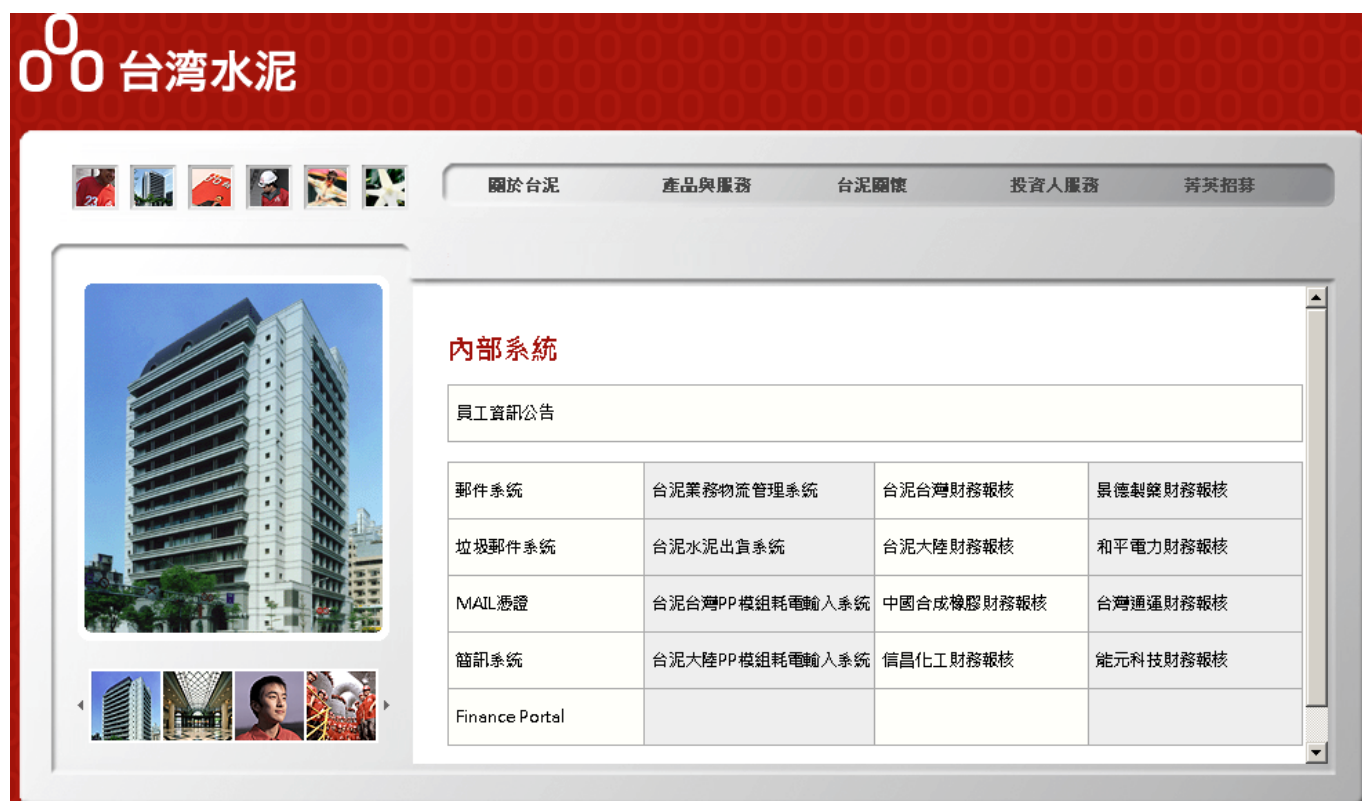 台湾水泥
關於台泥 產品與服務 台泥關懷 投資人服務 菁英招募
內部系統
員工資訊公告
郵件系統 台泥業務物流管理系統 台泥台灣財務報核 景德製藥財務報核
垃圾郵件系統 台泥水泥出貨系統 台泥大陸財務報核 和平電力財務報核
MAIL憑證 台泥台灣PP模組耗電輸入系統 中國合成橡膠財務報核 台灣通運財務報核
簡訊系統 台泥大陸PP模組耗電輸入系統 信昌化工財務報核 能元科技財務報核
Finance Portal